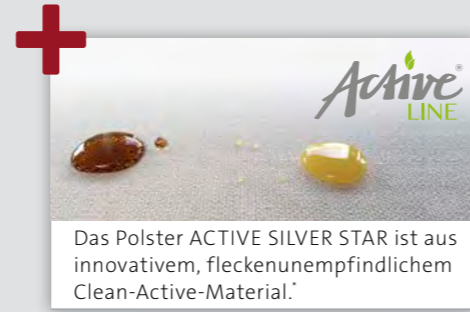 Active®
LINE
Das Polster ACTIVE SILVER STAR ist aus
innovativem, fleckenunempfindlichem
Clean-Active-Material.*